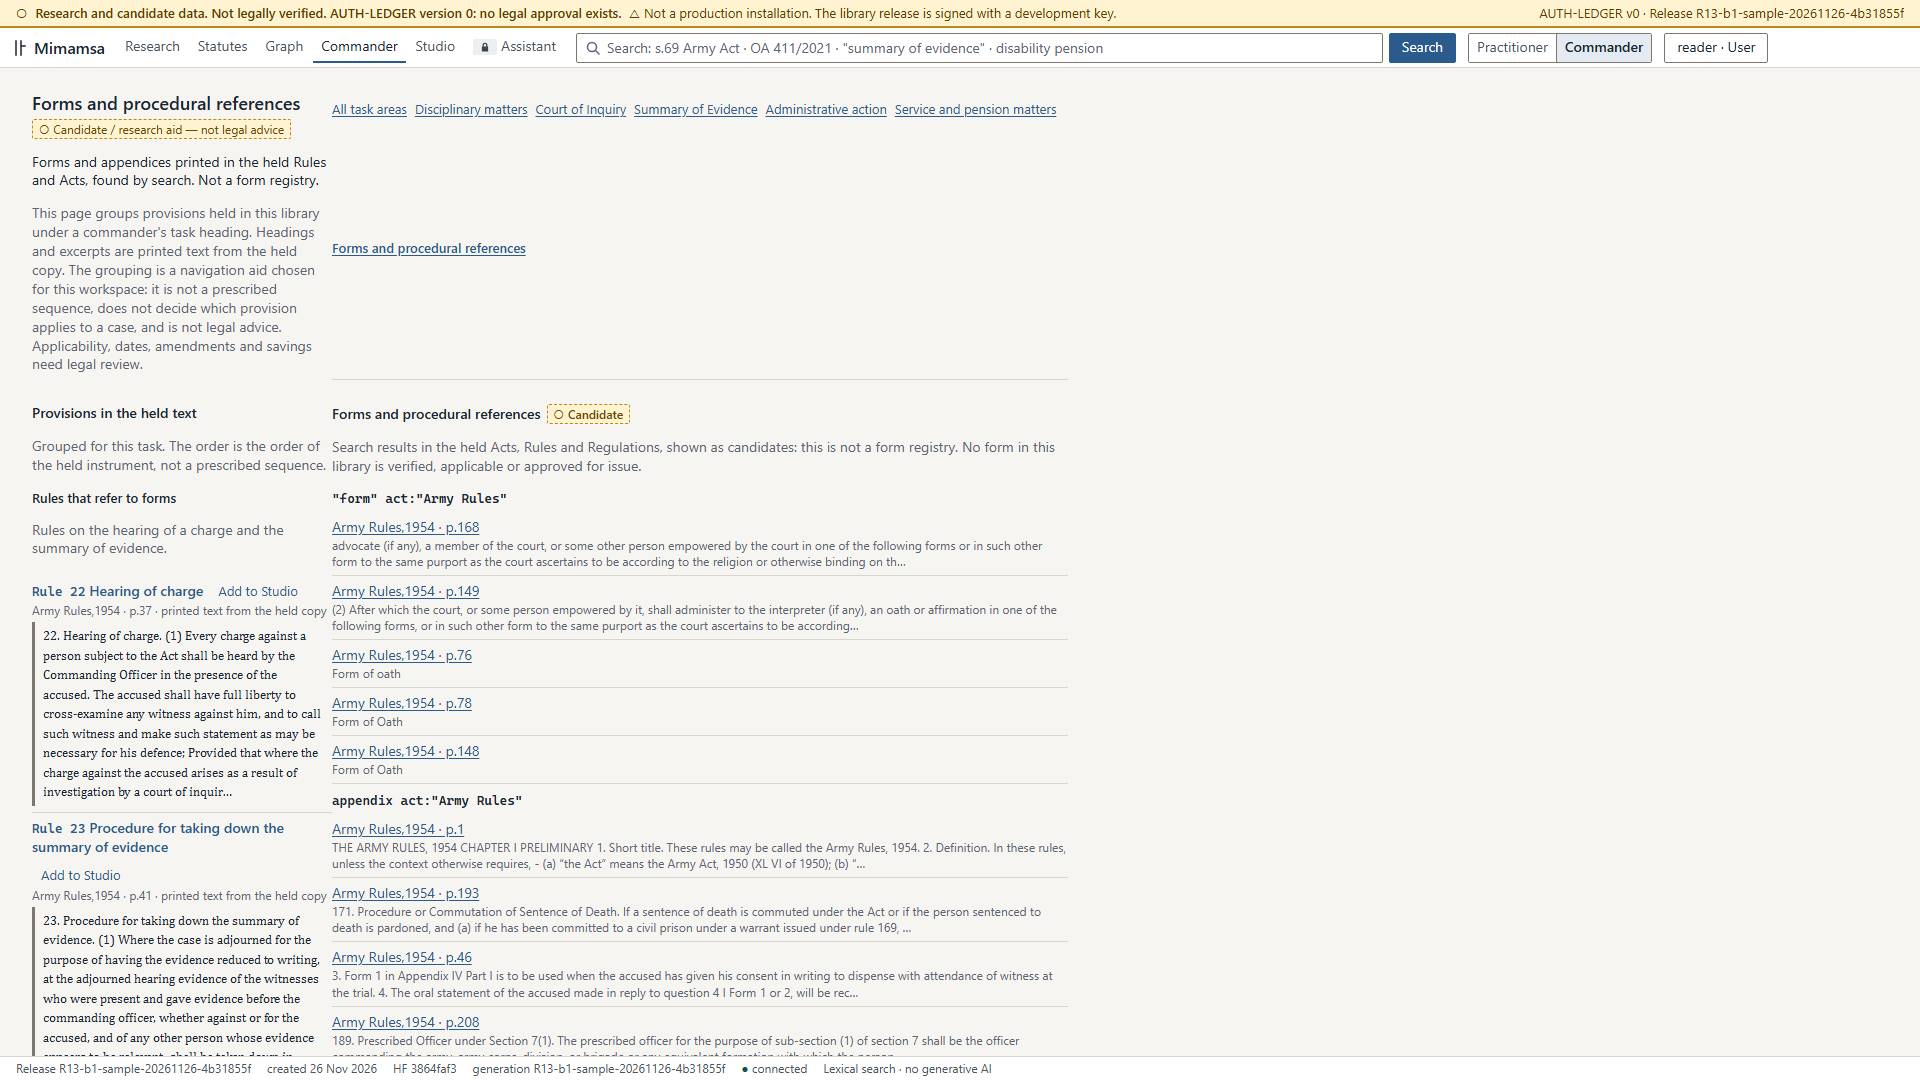 Research and candidate data. Not legally verified. AUTH-LEDGER version 0: no legal approval exists. ⚠ Not a production installation. The library release is signed with a development key.
AUTH-LEDGER v0 · Release R13-b1-sample-20261126-4b31855f
Mimamsa
Research
Statutes
Graph
Commander
Studio
Assistant
Search: s.69 Army Act · OA 411/2021 · "summary of evidence" · disability pension
Search
Practitioner
Commander
reader · User
Forms and procedural references
Candidate / research aid — not legal advice
Forms and appendices printed in the held Rules
and Acts, found by search. Not a form registry.
This page groups provisions held in this library
under a commander's task heading. Headings
and excerpts are printed text from the held
copy. The grouping is a navigation aid chosen
for this workspace: it is not a prescribed
sequence, does not decide which provision
applies to a case, and is not legal advice.
Applicability, dates, amendments and savings
need legal review.
All task areas
Disciplinary matters
Court of Inquiry
Summary of Evidence
Administrative action
Service and pension matters
Forms and procedural references
Provisions in the held text
Grouped for this task. The order is the order of
the held instrument, not a prescribed sequence.
Rules that refer to forms
Rules on the hearing of a charge and the
summary of evidence.
Rule 22 Hearing of charge Add to Studio
Army Rules,1954 · p.37 · printed text from the held copy
22. Hearing of charge. (1) Every charge against a
person subject to the Act shall be heard by the
Commanding Officer in the presence of the
accused. The accused shall have full liberty to
cross-examine any witness against him, and to call
such witness and make such statement as may be
necessary for his defence; Provided that where the
charge against the accused arises as a result of
investigation by a court of inquir...
Rule 23 Procedure for taking down the
summary of evidence
Add to Studio
Army Rules,1954 · p.41 · printed text from the held copy
23. Procedure for taking down the summary of
evidence. (1) Where the case is adjourned for the
purpose of having the evidence reduced to writing,
at the adjourned hearing evidence of the witnesses
who were present and gave evidence before the
commanding officer, whether against or for the
accused, and of any other person whose evidence
Forms and procedural references Candidate
Search results in the held Acts, Rules and Regulations, shown as candidates: this is not a form registry. No form in this
library is verified, applicable or approved for issue.
"form" act:"Army Rules"
Army Rules,1954 · p.168
advocate (if any), a member of the court, or some other person empowered by the court in one of the following forms or in such other
form to the same purport as the court ascertains to be according to the religion or otherwise binding on th...
Army Rules,1954 · p.149
(2) After which the court, or some person empowered by it, shall administer to the interpreter (if any), an oath or affirmation in one of the
following forms, or in such other form to the same purport as the court ascertains to be according...
Army Rules,1954 · p.76
Form of oath
Army Rules,1954 · p.78
Form of Oath
Army Rules,1954 · p.148
Form of Oath
appendix act:"Army Rules"
Army Rules,1954 · p.1
THE ARMY RULES, 1954 CHAPTER I PRELIMINARY 1. Short title. These rules may be called the Army Rules, 1954. 2. Definition. In these rules,
unless the context otherwise requires, - (a) “the Act” means the Army Act, 1950 (XL VI of 1950); (b) “...
Army Rules,1954 · p.193
171. Procedure or Commutation of Sentence of Death. If a sentence of death is commuted under the Act or if the person sentenced to
death is pardoned, and (a) if he has been committed to a civil prison under a warrant issued under rule 169, ...
Army Rules,1954 · p.46
3. Form 1 in Appendix IV Part I is to be used when the accused has given his consent in writing to dispense with attendance of witness at
the trial. 4. The oral statement of the accused made in reply to question 4 I Form 1 or 2, will be rec...
Army Rules,1954 · p.208
189. Prescribed Officer under Section 7(1). The prescribed officer for the purpose of sub-section (1) of section 7 shall be the officer
Release R13-b1-sample-20261126-4b31855f
created 26 Nov 2026
HF 3864faf3
generation R13-b1-sample-20261126-4b31855f
● connected
Lexical search · no generative AI